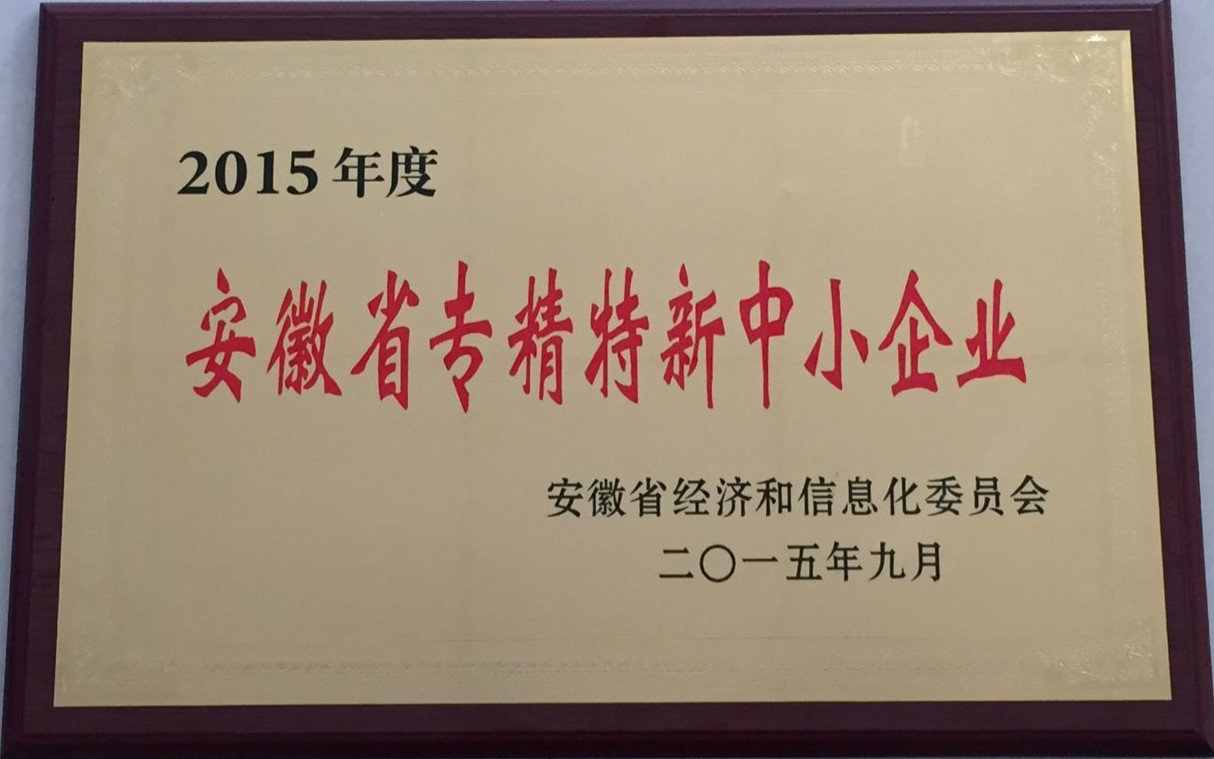 2015年度
安徽省专精特新中小企业
安徽省经济和信息化委员会
二〇一五年九月